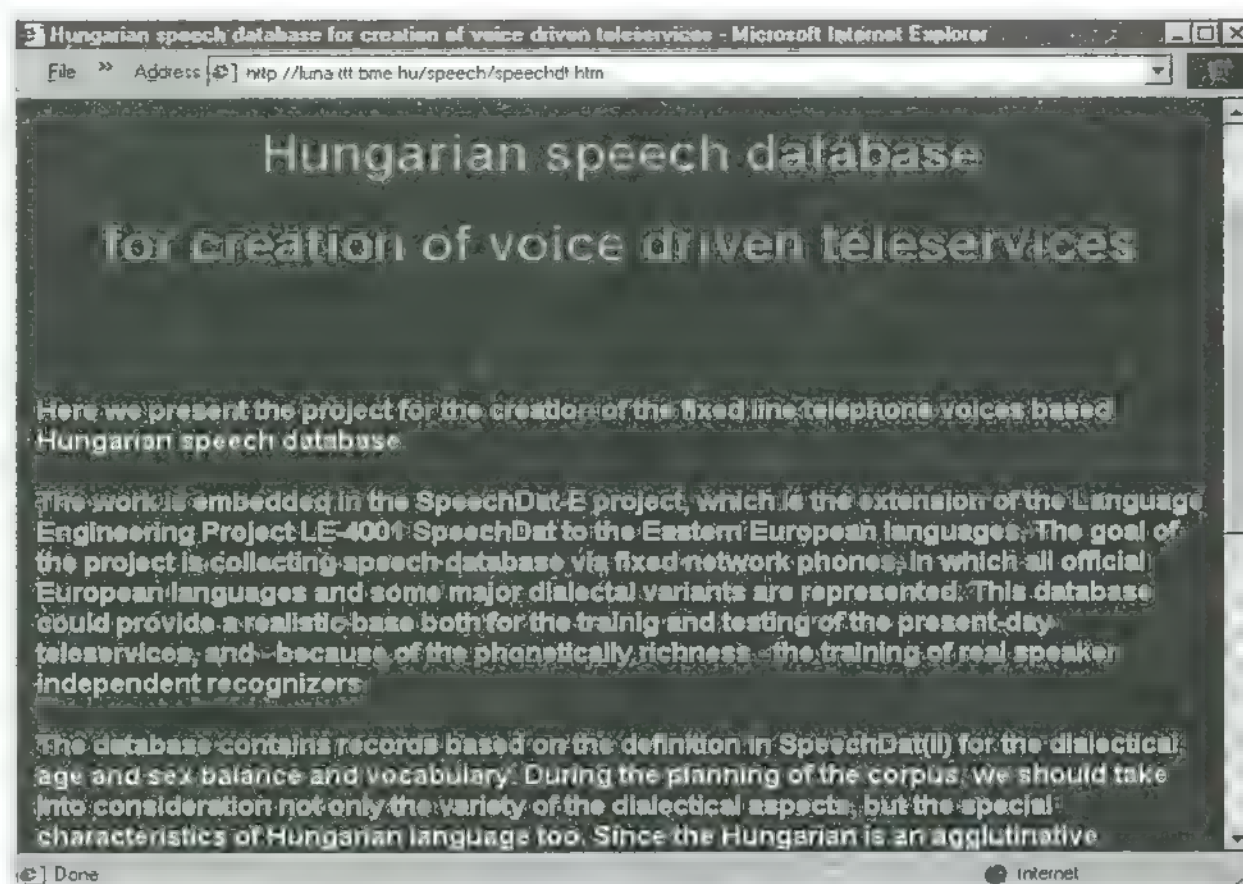 Hungarian speech database for creation of voice driven teleservices - Microsoft Internet Explorer
File » Address http //luna ttt bme hu/speech/speechdt htm
Hungarian speech database
for creation of voice driven teleservices
Here we present the project for the creation of the fixed line telephone voices based
Hungarian speech database.
The work is embedded in the SpeechDat-E project, which is the extension of the Language
Engineering Project LE-4001 SpeechDat to the Eastern European languages. The goal of
the project is collecting speech database via fixed network phones, in which all official
European languages and some major dialectal variants are represented. This database
could provide a realistic base both for the trainig and testing of the present-day
teleservices, and -because of the phonetically richness - the training of real speaker
independent recognizers.
The database contains records based on the definition in SpeechDat(II) for the dialectical,
age and sex balance and vocabulary. During the planning of the corpus, we should take
into consideration not only the variety of the dialectical aspects, but the special
characteristics of Hungarian language too. Since the Hungarian is an agglutinative
Done Internet